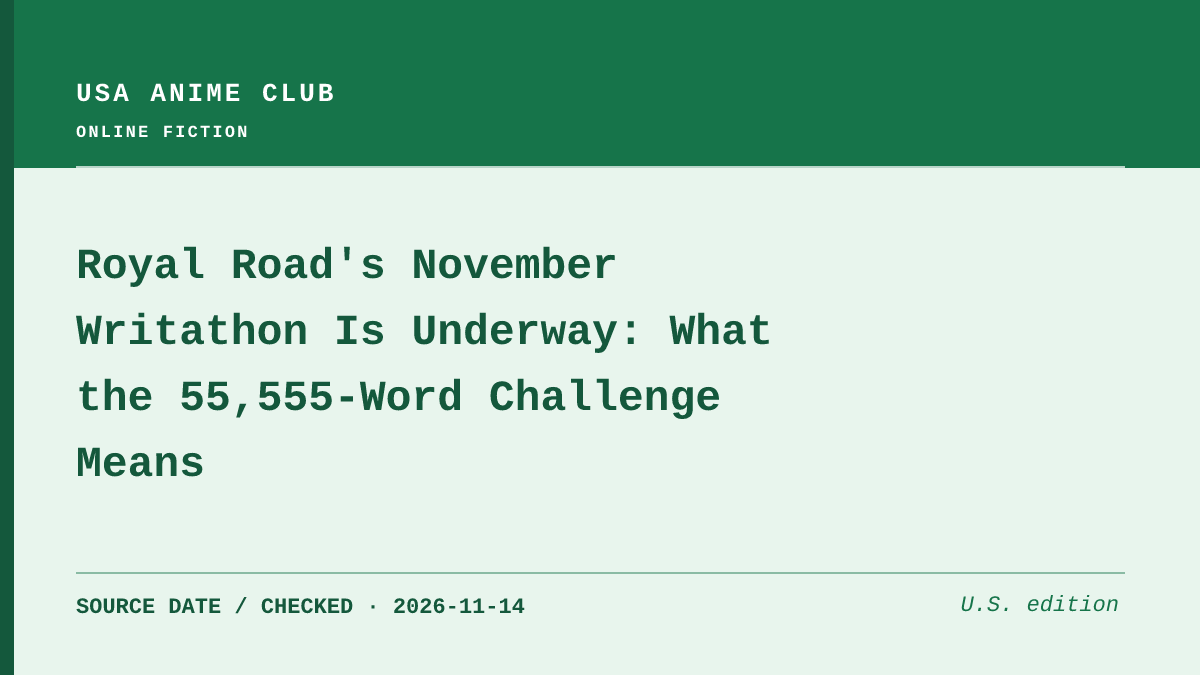 USA ANIME CLUB
ONLINE FICTION
Royal Road's November
Writathon Is Underway: What
the 55,555-Word Challenge
Means
SOURCE DATE / CHECKED · 2026-11-14
U.S. edition